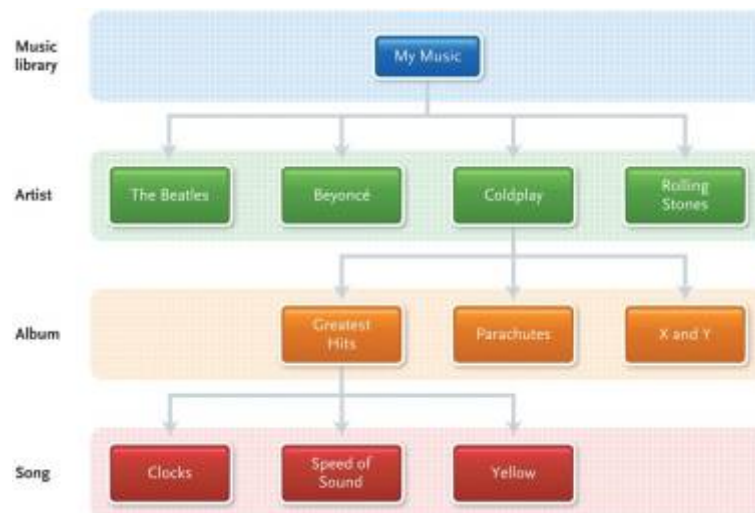 Music
library
My Music
Artist
The Beatles
Beyoncé
Coldplay
Rolling
Stones
Album
Greatest
Hits
Parachutes
X and Y
Song
Clocks
Speed of
Sound
Yellow